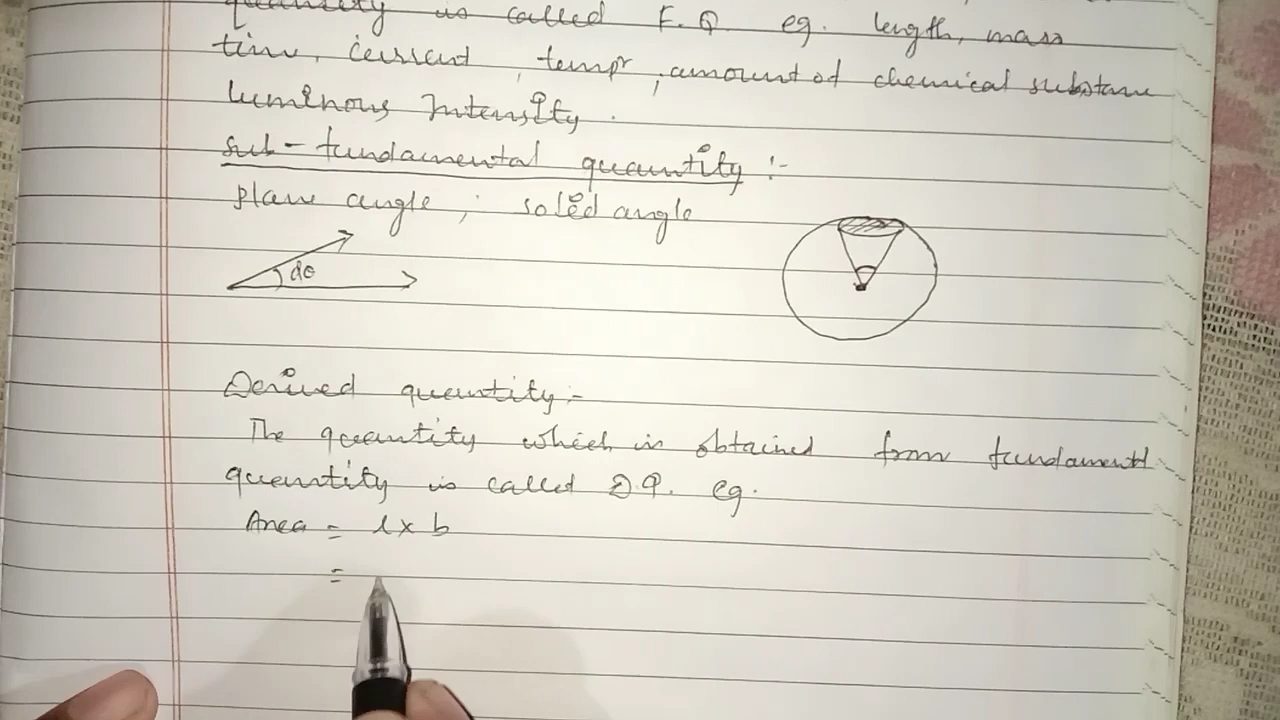 quantity is called F.Q eg. length, mass
time, current, tempr, amount of chemical substance
luminous Intensity.
sub-fundamental quantity :-
plane angle, solid angle
dθ
Derived quantity:-
The quantity which is obtained from fundamental
quantity is called D.Q. eg.
Area = l x b
=